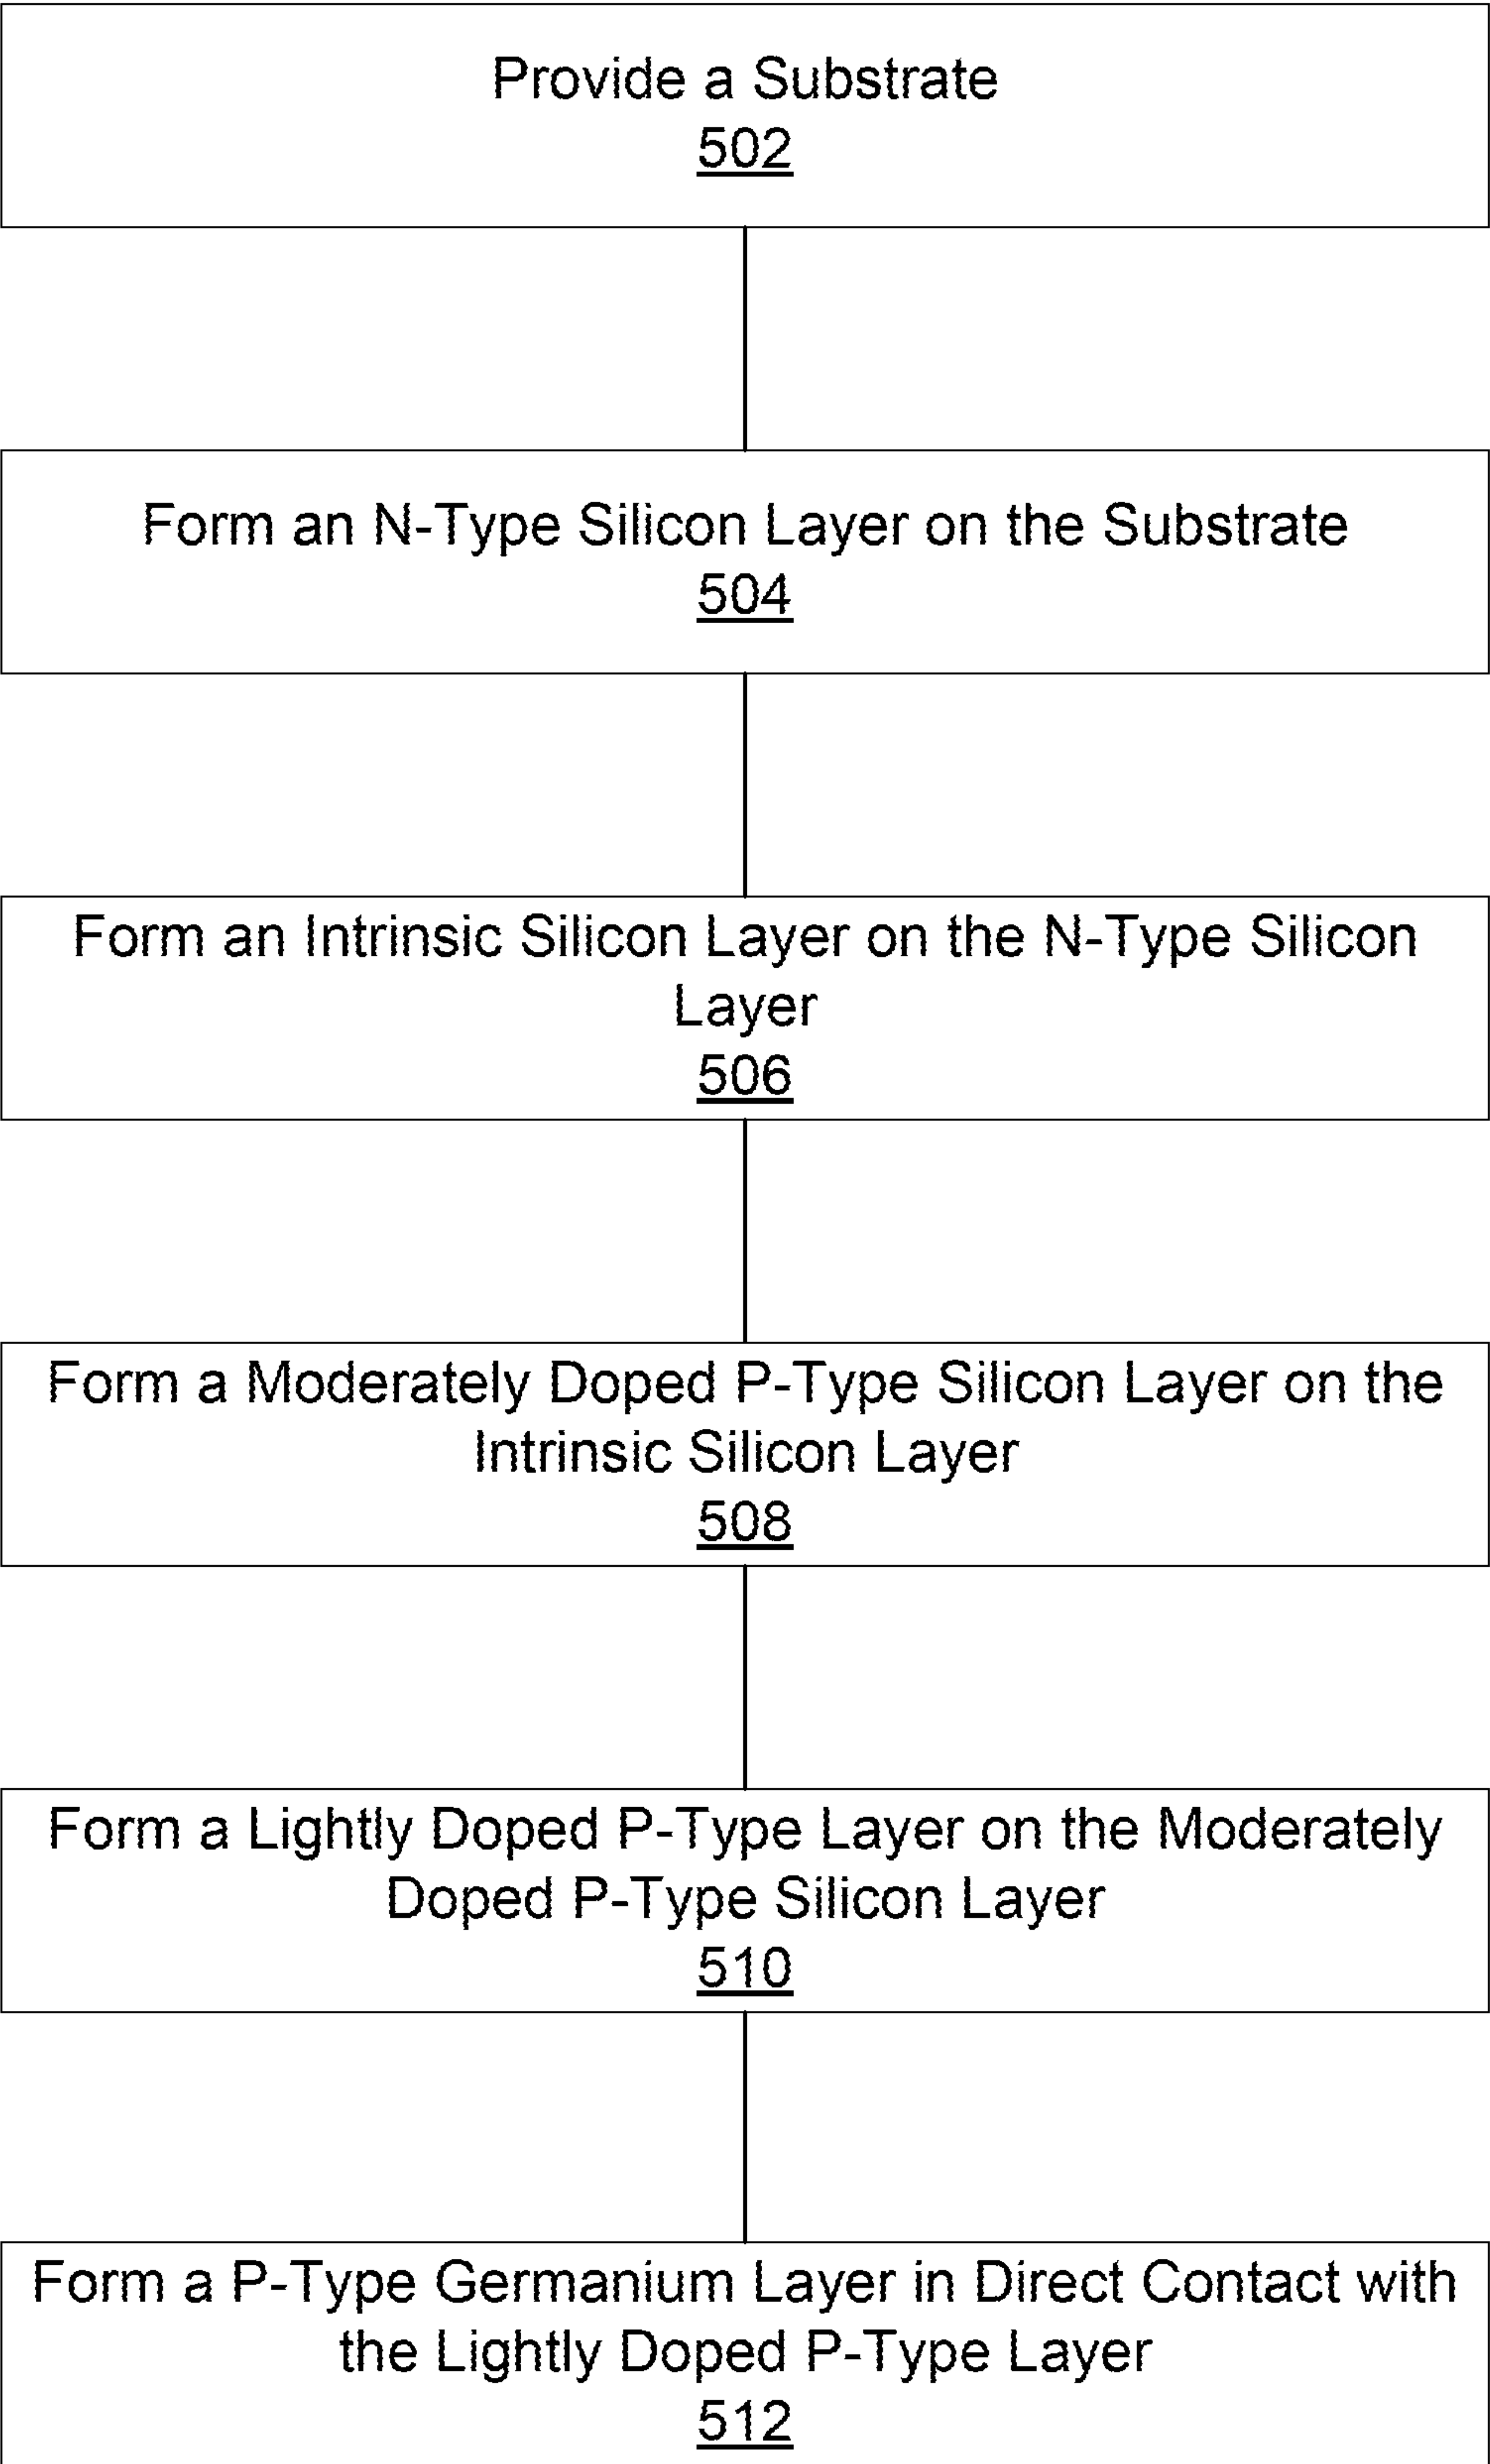 Provide a Substrate
502
Form an N-Type Silicon Layer on the Substrate
504
Form an Intrinsic Silicon Layer on the N-Type Silicon
Layer
506
Form a Moderately Doped P-Type Silicon Layer on the
Intrinsic Silicon Layer
508
Form a Lightly Doped P-Type Layer on the Moderately
Doped P-Type Silicon Layer
510
Form a P-Type Germanium Layer in Direct Contact with
the Lightly Doped P-Type Layer
512